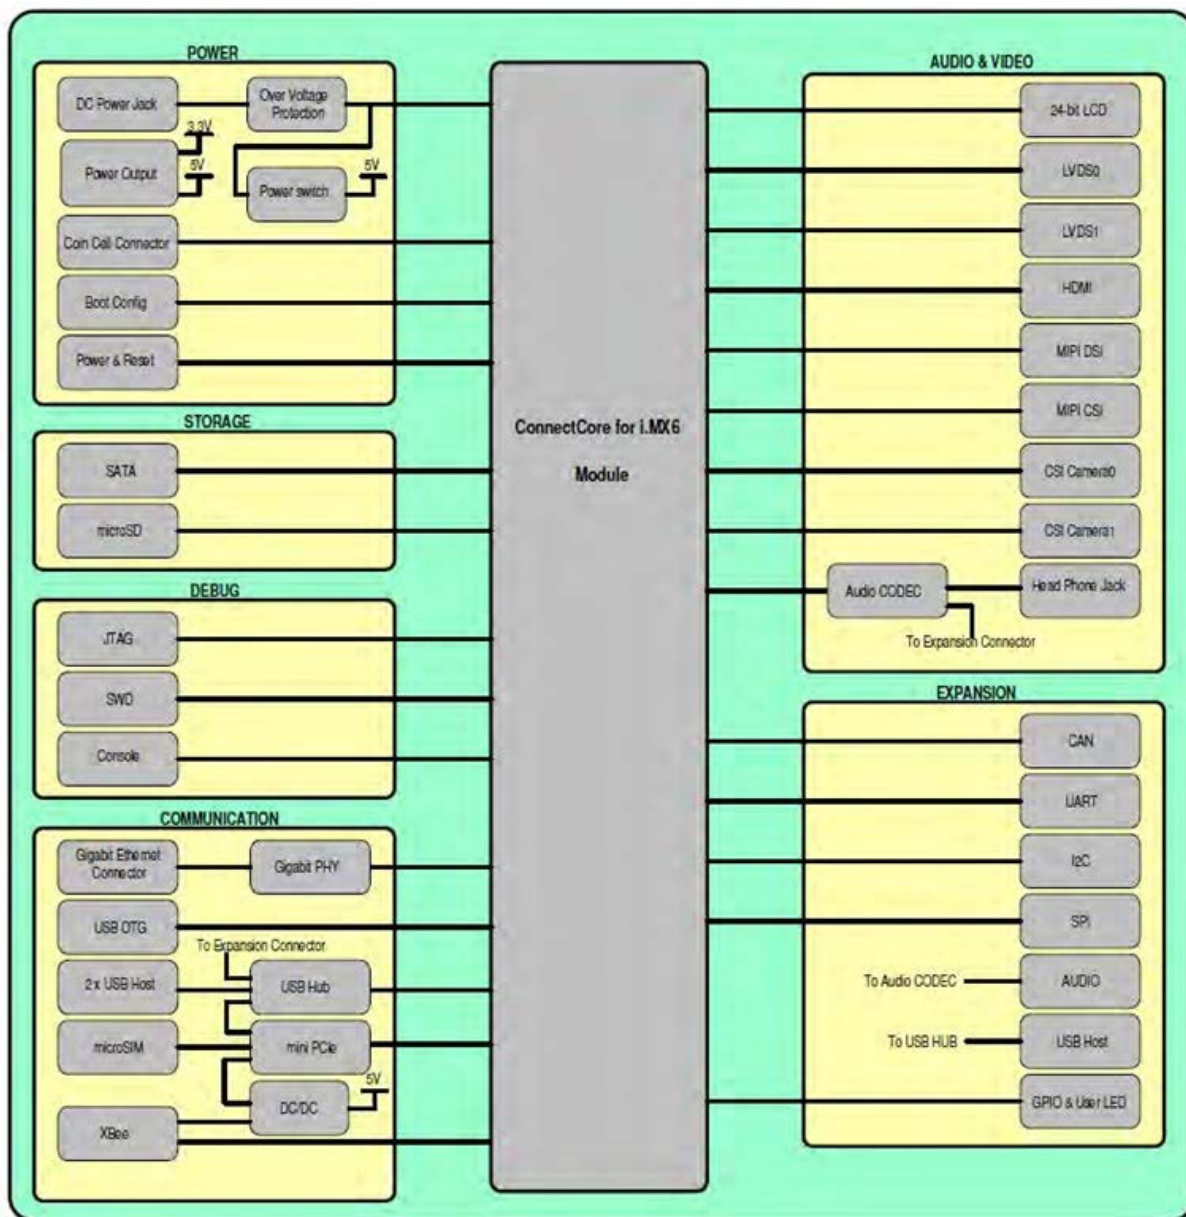 POWER
DC Power Jack
Over Voltage
Protection
3.3V
Power Output
5V
Power switch
5V
Coin Cell Connector
Boot Config
Power & Reset
STORAGE
SATA
microSD
DEBUG
JTAG
SWD
Console
COMMUNICATION
Gigabit Ethernet
Connector
Gigabit PHY
USB OTG
To Expansion Connector
2 x USB Host
USB Hub
microSIM
mini PCIe
5V
DC/DC
XBee
ConnectCore for i.MX6
Module
AUDIO & VIDEO
24-bit LCD
LVDS0
LVDS1
HDMI
MIPI DSI
MIPI CSI
CSI Camera0
CSI Camera1
Audio CODEC
Head Phone Jack
To Expansion Connector
EXPANSION
CAN
UART
I2C
SPI
To Audio CODEC
AUDIO
To USB HUB
USB Host
GPIO & User LED